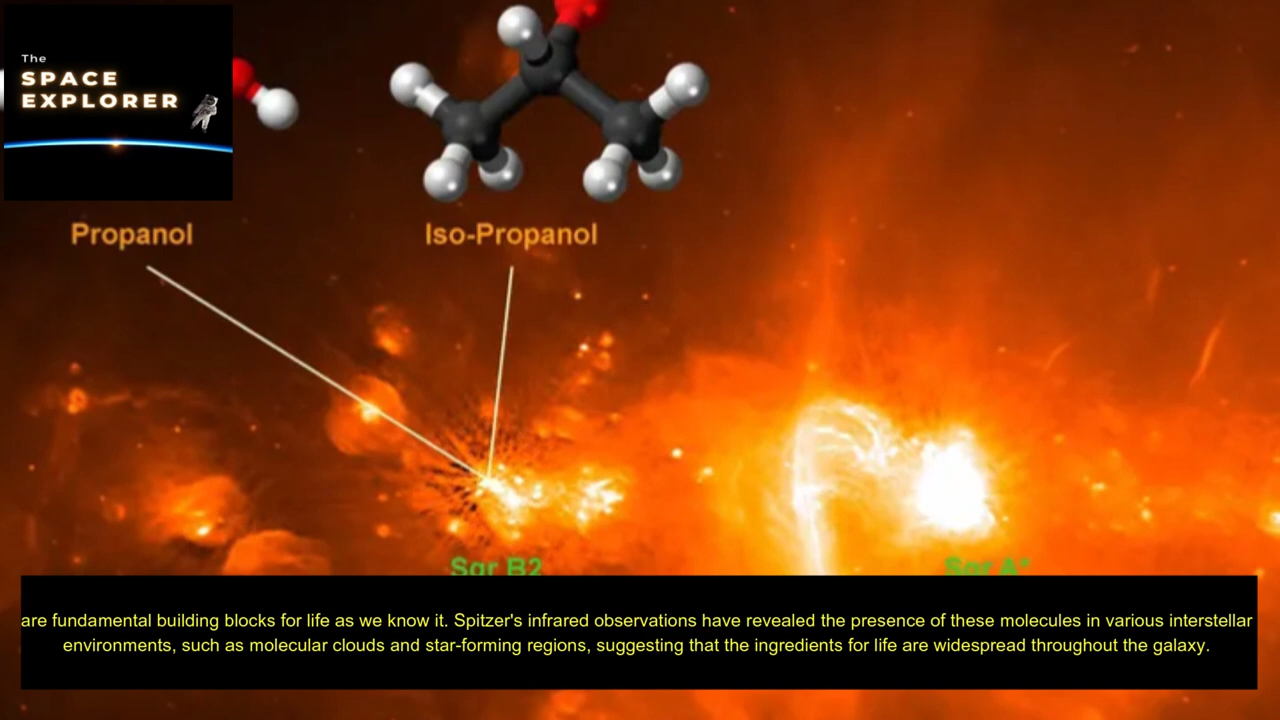 The
SPACE
EXPLORER
Propanol
Iso-Propanol
Sgr B2
Sgr A*
are fundamental building blocks for life as we know it. Spitzer's infrared observations have revealed the presence of these molecules in various interstellar
environments, such as molecular clouds and star-forming regions, suggesting that the ingredients for life are widespread throughout the galaxy.